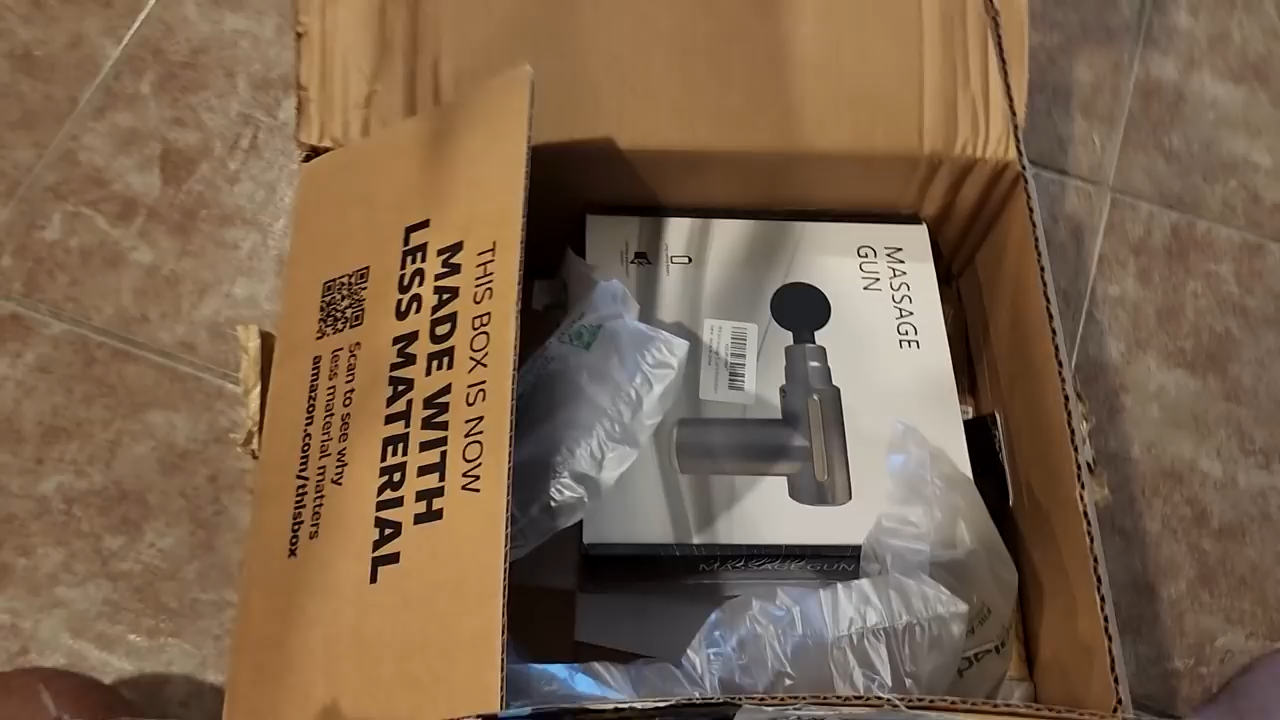 THIS BOX IS NOW
MADE WITH
LESS MATERIAL
Scan to see why
less material matters
amazon.com/thisbox
MASSAGE
GUN
MASSAGE GUN